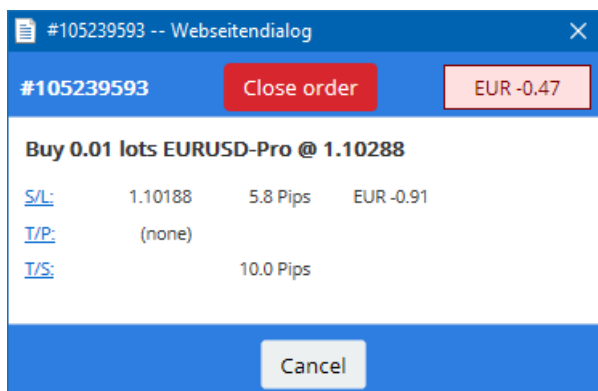 #105239593 -- Webseitendialog
#105239593 Close order EUR -0.47
Buy 0.01 lots EURUSD-Pro @ 1.10288
S/L: 1.10188 5.8 Pips EUR -0.91
T/P: (none)
T/S: 10.0 Pips
Cancel